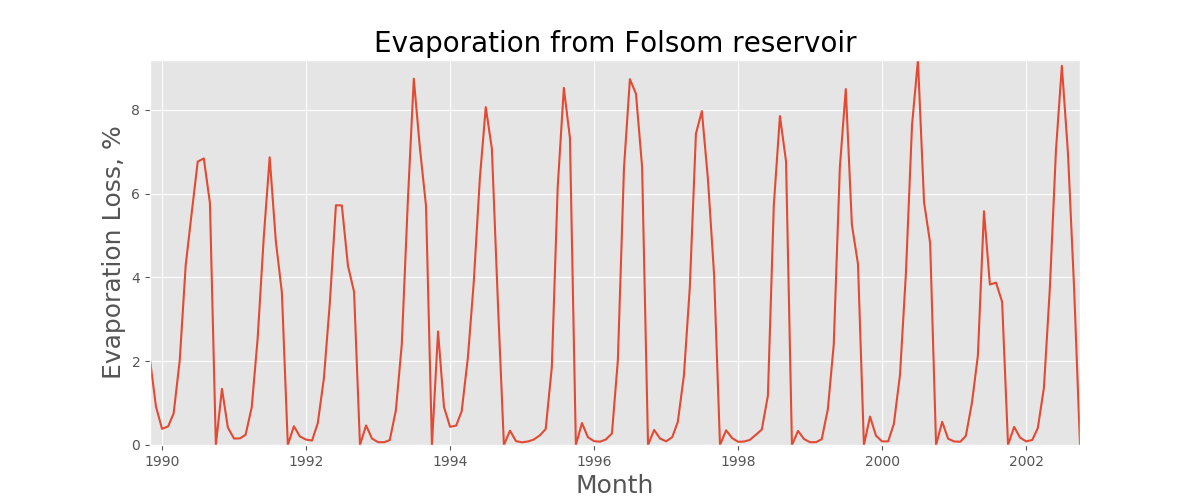 Evaporation from Folsom reservoir
Evaporation Loss, %
8
6
4
2
0
1990 1992 1994 1996 1998 2000 2002
Month